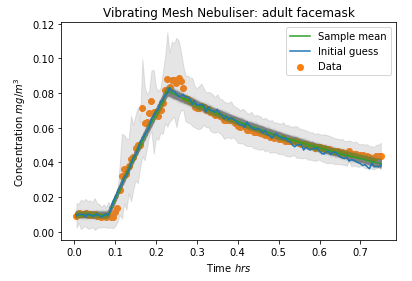 Vibrating Mesh Nebuliser: adult facemask
Concentration mg/m³
0.12
0.10
0.08
0.06
0.04
0.02
0.00
Sample mean
Initial guess
Data
0.0 0.1 0.2 0.3 0.4 0.5 0.6 0.7
Time hrs